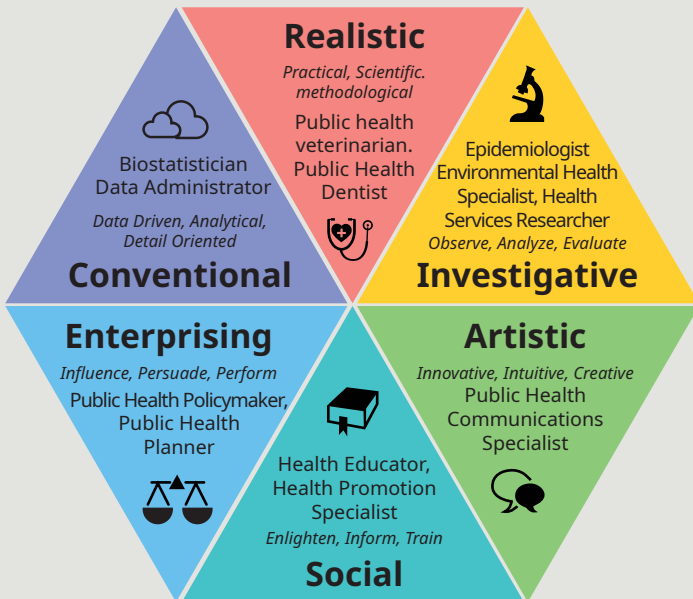 Realistic
Practical, Scientific.
methodological
Public health
veterinarian.
Public Health
Dentist
Biostatistician
Data Administrator
Data Driven, Analytical,
Detail Oriented
Conventional
Epidemiologist
Environmental Health
Specialist, Health
Services Researcher
Observe, Analyze, Evaluate
Investigative
Enterprising
Influence, Persuade, Perform
Public Health Policymaker,
Public Health
Planner
Health Educator,
Health Promotion
Specialist
Enlighten, Inform, Train
Social
Artistic
Innovative, Intuitive, Creative
Public Health
Communications
Specialist